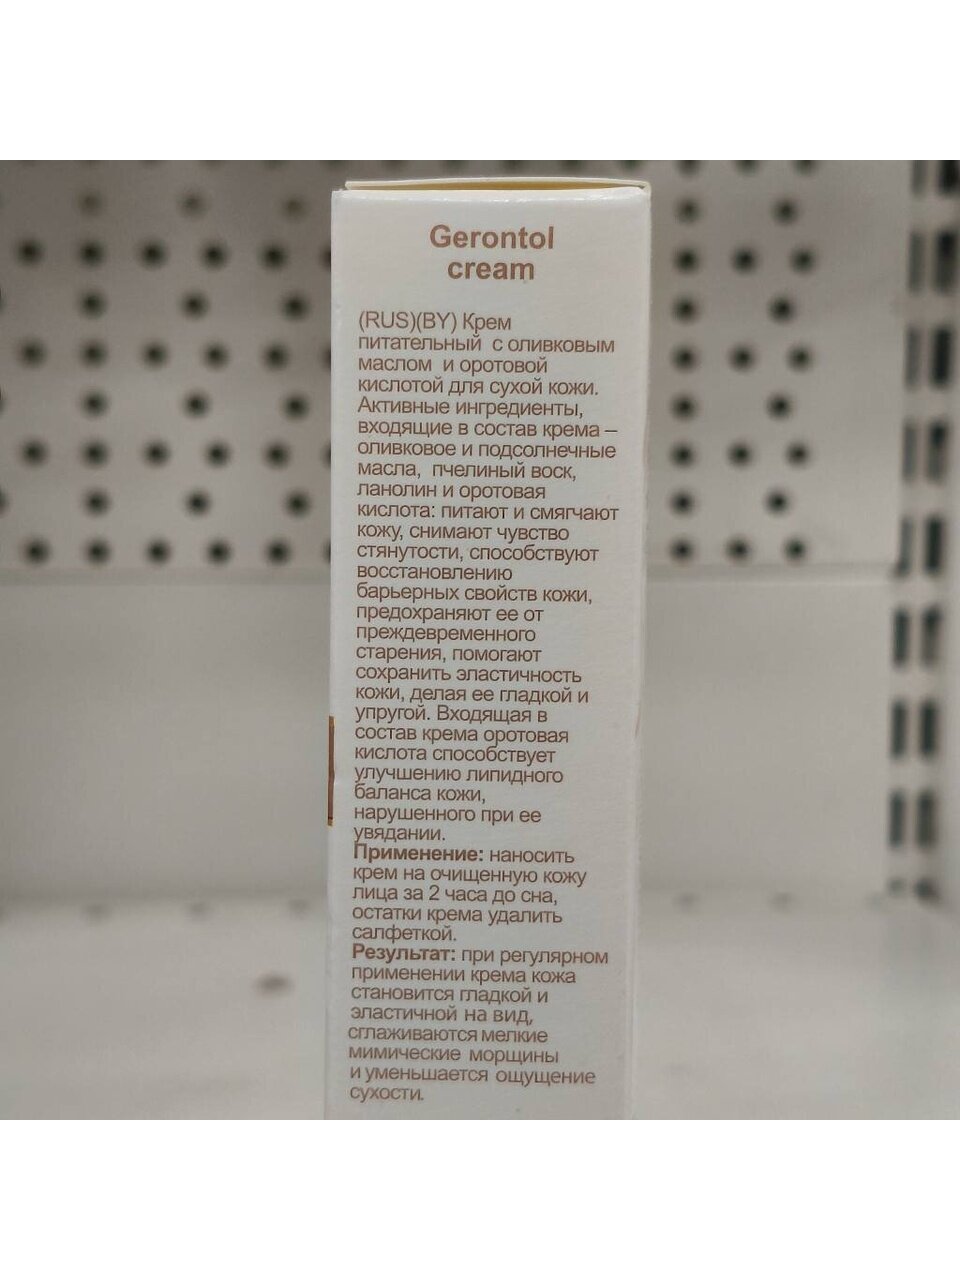 Gerontol
cream
(RUS)(BY) Крем
питательный с оливковым
маслом и оротовой
кислотой для сухой кожи.
Активные ингредиенты,
входящие в состав крема –
оливковое и подсолнечные
масла, пчелиный воск,
ланолин и оротовая
кислота: питают и смягчают
кожу, снимают чувство
стянутости, способствуют
восстановлению
барьерных свойств кожи,
предохраняют ее от
преждевременного
старения, помогают
сохранить эластичность
кожи, делая ее гладкой и
упругой. Входящая в
состав крема оротовая
кислота способствует
улучшению липидного
баланса кожи,
нарушенного при ее
увядании.
Применение: наносить
крем на очищенную кожу
лица за 2 часа до сна,
остатки крема удалить
салфеткой.
Результат: при регулярном
применении крема кожа
становится гладкой и
эластичной на вид,
сглаживаются мелкие
мимические морщины
и уменьшается ощущение
сухости.